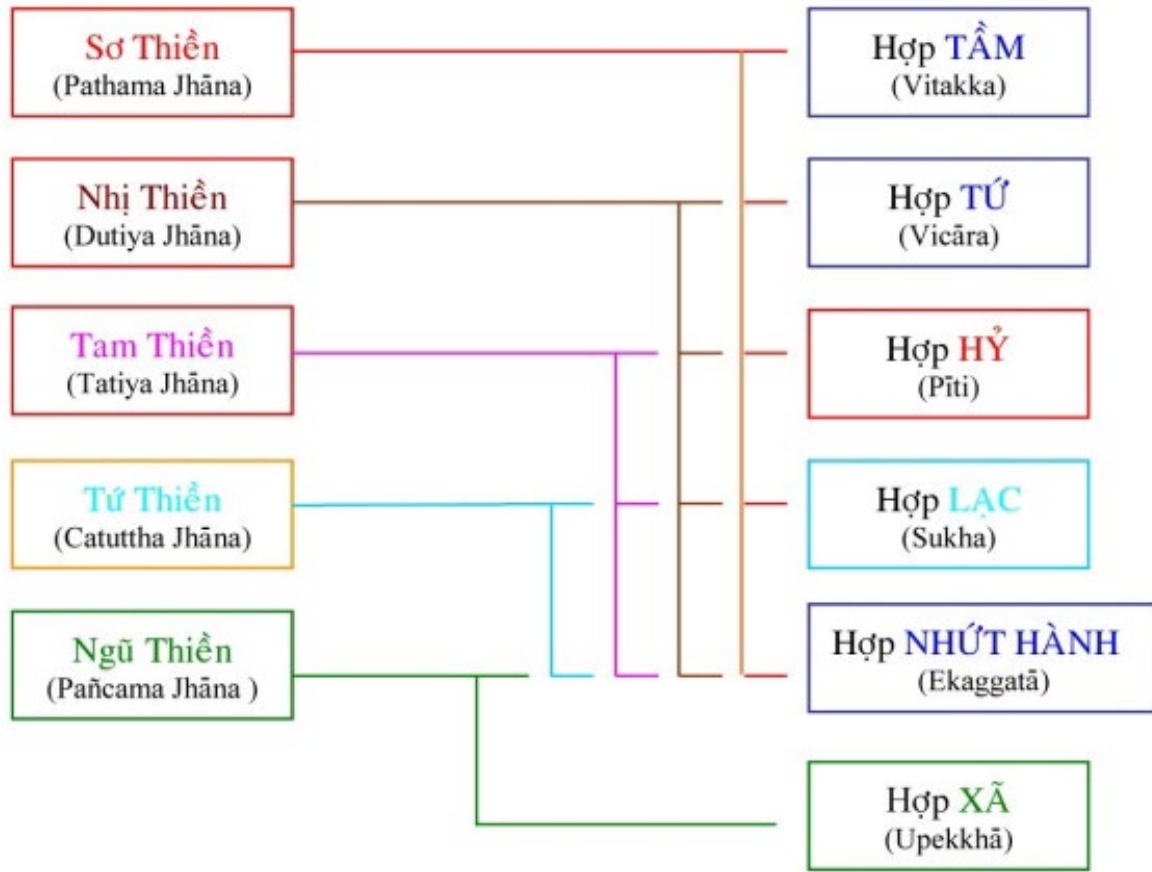 Sơ Thiền
(Pathama Jhāna)
Hợp TẦM
(Vitakka)
Nhị Thiền
(Dutiya Jhāna)
Hợp TỨ
(Vicāra)
Tam Thiền
(Tatiya Jhāna)
Hợp HỶ
(Pīti)
Tứ Thiền
(Catuttha Jhāna)
Hợp LẠC
(Sukha)
Ngũ Thiền
(Pañcama Jhāna )
Hợp NHỨT HÀNH
(Ekaggatā)
Hợp XÃ
(Upekkhā)